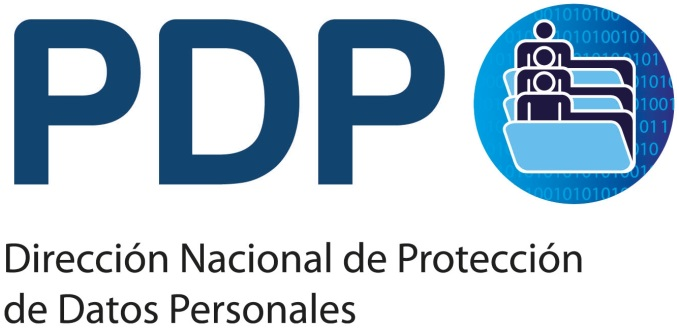 PDP
Dirección Nacional de Protección
de Datos Personales